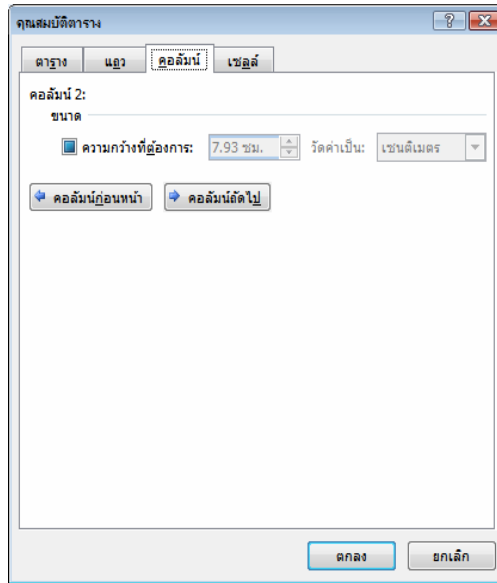 คุณสมบัติตาราง
ตาราง แถว คอลัมน์ เซลล์
คอลัมน์ 2:
ขนาด
ความกว้างที่ต้องการ: 7.93 ซม. วัดค่าเป็น: เซนติเมตร
คอลัมน์ก่อนหน้า คอลัมน์ถัดไป
ตกลง ยกเลิก